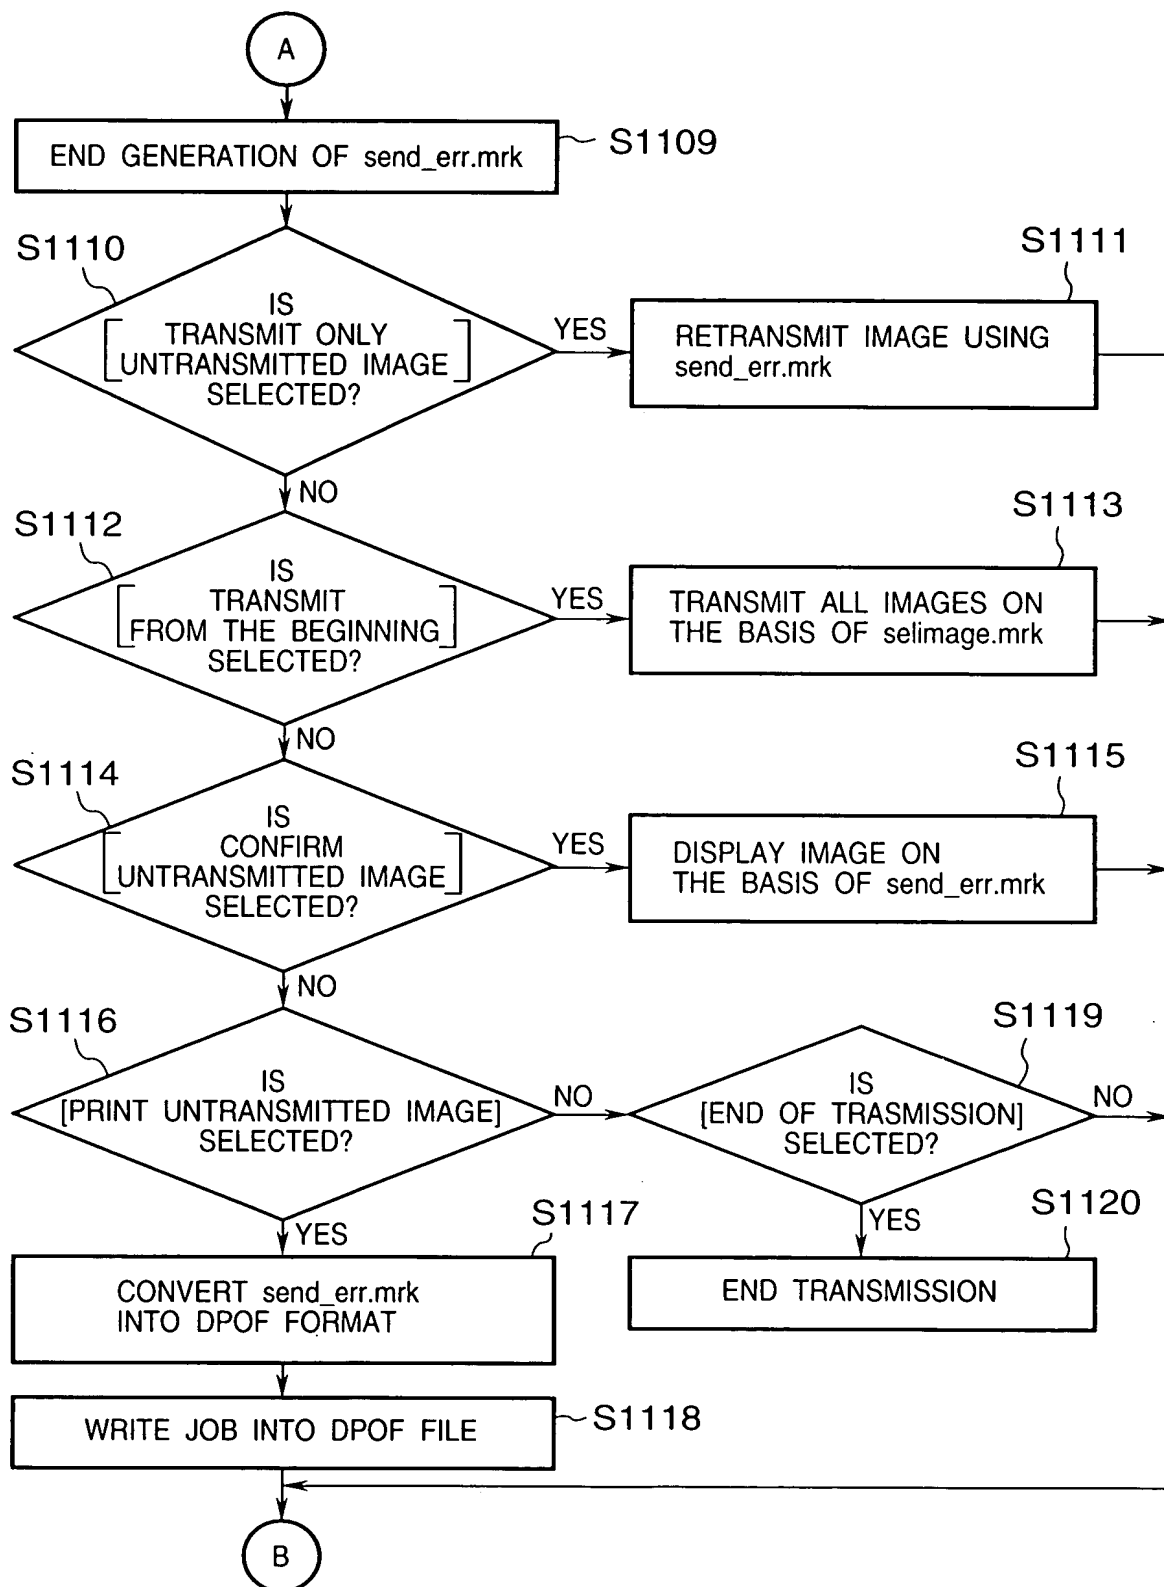 A
END GENERATION OF send_err.mrk
S1109
S1110
IS
[TRANSMIT ONLY
UNTRANSMITTED IMAGE]
SELECTED?
YES
S1111
RETRANSMIT IMAGE USING
send_err.mrk
NO
S1112
IS
[TRANSMIT
FROM THE BEGINNING]
SELECTED?
YES
S1113
TRANSMIT ALL IMAGES ON
THE BASIS OF selimage.mrk
NO
S1114
IS
[CONFIRM
UNTRANSMITTED IMAGE]
SELECTED?
YES
S1115
DISPLAY IMAGE ON
THE BASIS OF send_err.mrk
NO
S1116
IS
[PRINT UNTRANSMITTED IMAGE]
SELECTED?
NO
S1119
IS
[END OF TRASMISSION]
SELECTED?
NO
YES
S1117
CONVERT send_err.mrk
INTO DPOF FORMAT
YES
S1120
END TRANSMISSION
WRITE JOB INTO DPOF FILE
S1118
B